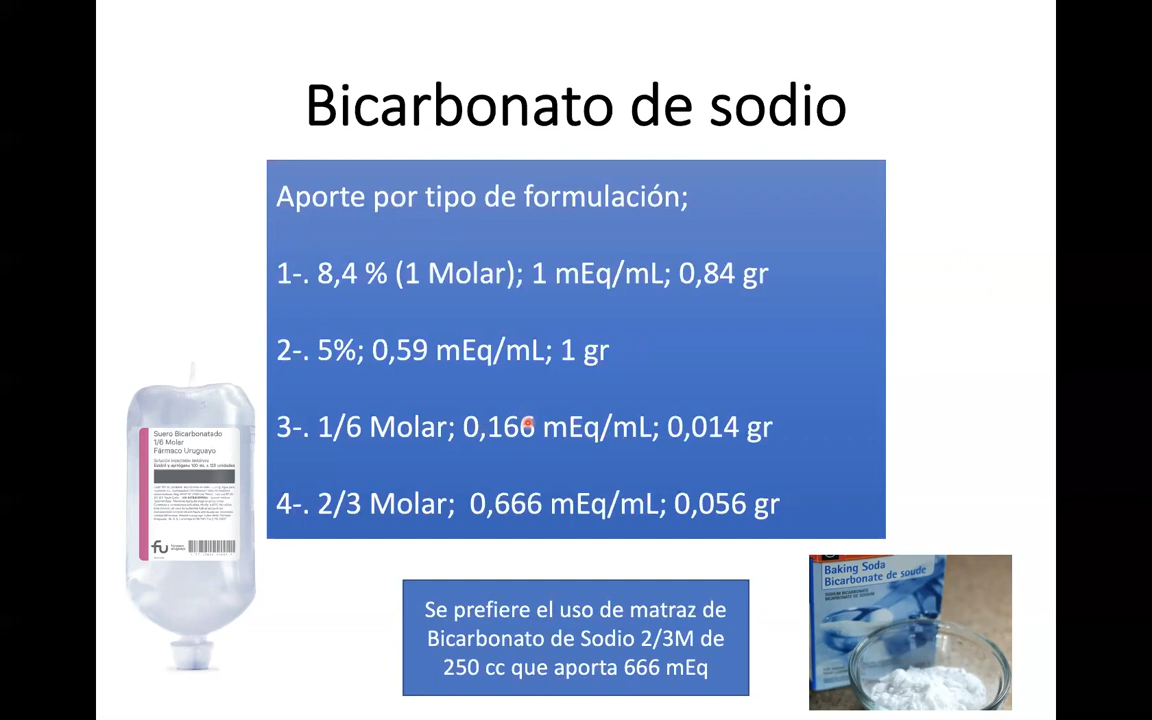 Bicarbonato de sodio
Aporte por tipo de formulación;
1-. 8,4 % (1 Molar); 1 mEq/mL; 0,84 gr
2-. 5%; 0,59 mEq/mL; 1 gr
3-. 1/6 Molar; 0,166 mEq/mL; 0,014 gr
4-. 2/3 Molar; 0,666 mEq/mL; 0,056 gr
Se prefiere el uso de matraz de
Bicarbonato de Sodio 2/3M de
250 cc que aporta 666 mEq
Suero Bicarbonatado
1/6 Molar
Fármaco Uruguayo
fu
Baking Soda
Bicarbonate de soude